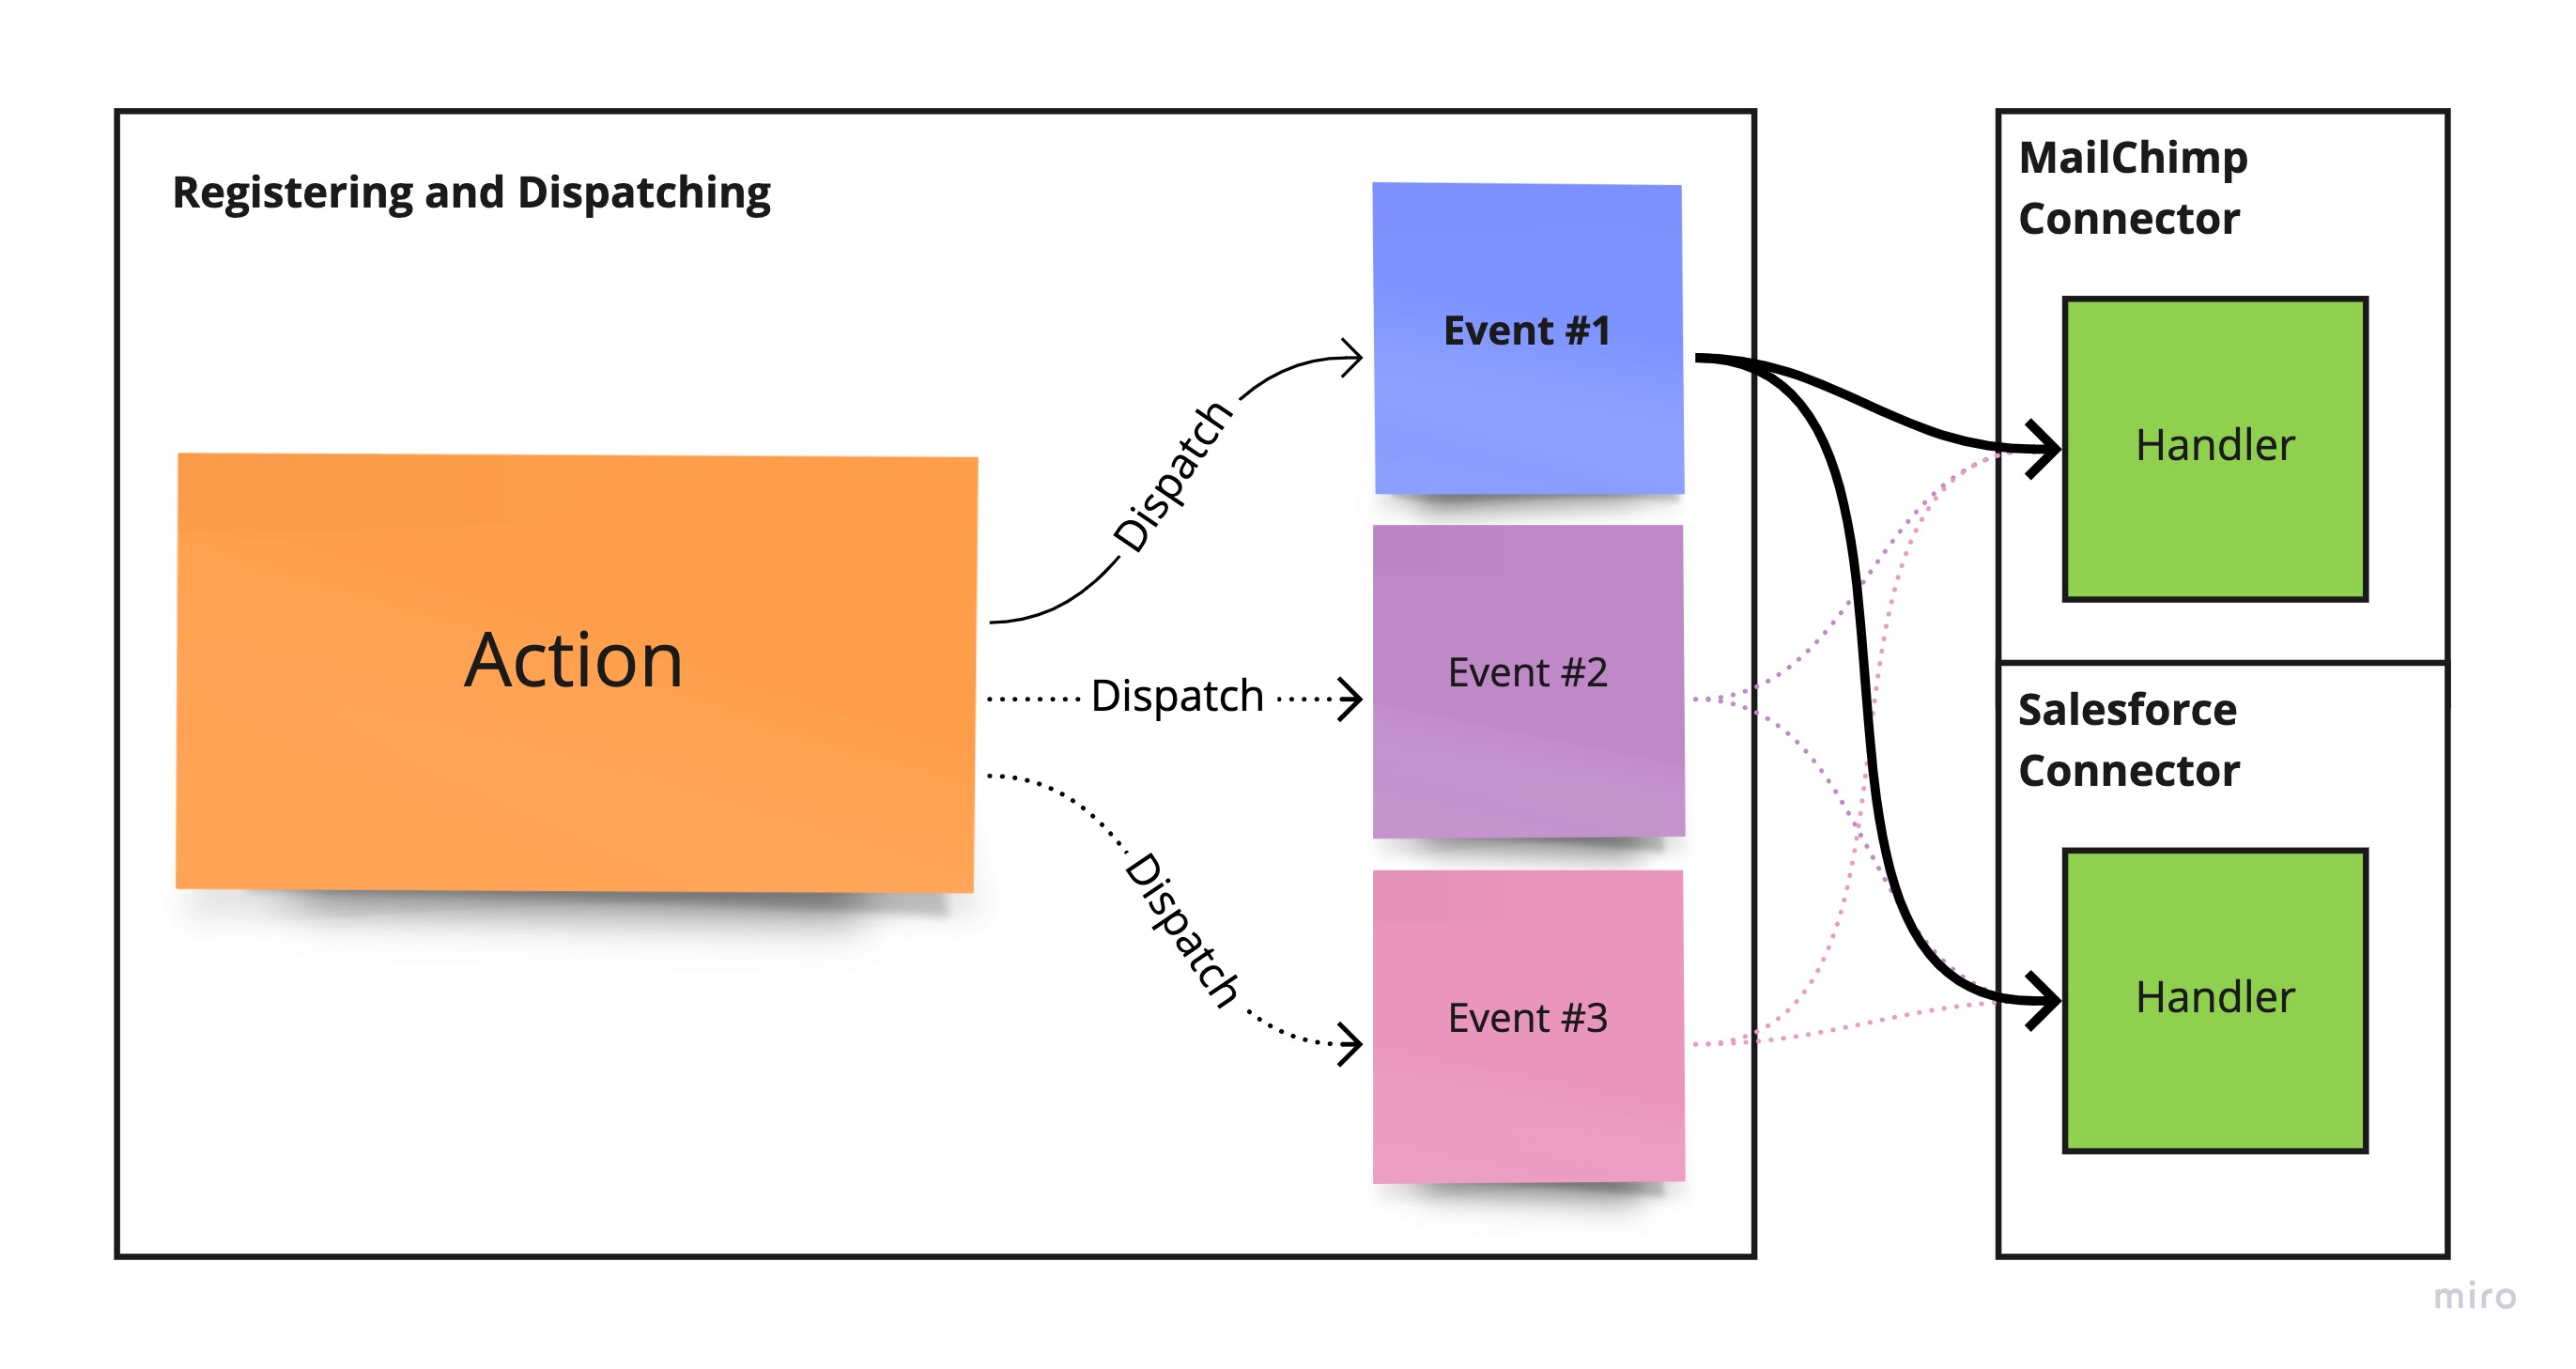 Registering and Dispatching
Action
Dispatch
Dispatch
Dispatch
Event #1
Event #2
Event #3
MailChimp
Connector
Handler
Salesforce
Connector
Handler
miro